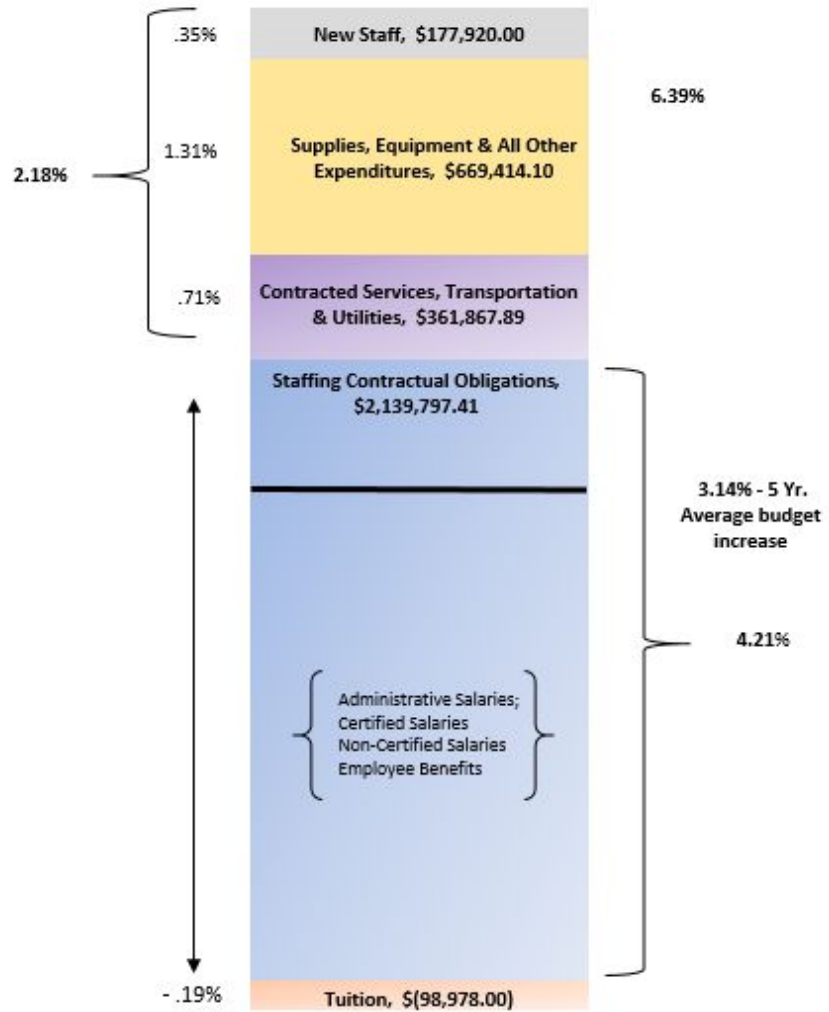 .35%
New Staff, $177,920.00
6.39%
1.31%
Supplies, Equipment & All Other
Expenditures, $669,414.10
2.18%
.71%
Contracted Services, Transportation
& Utilities, $361,867.89
Staffing Contractual Obligations,
$2,139,797.41
3.14% - 5 Yr.
Average budget
increase
4.21%
Administrative Salaries;
Certified Salaries
Non-Certified Salaries
Employee Benefits
- .19%
Tuition, $(98,978.00)